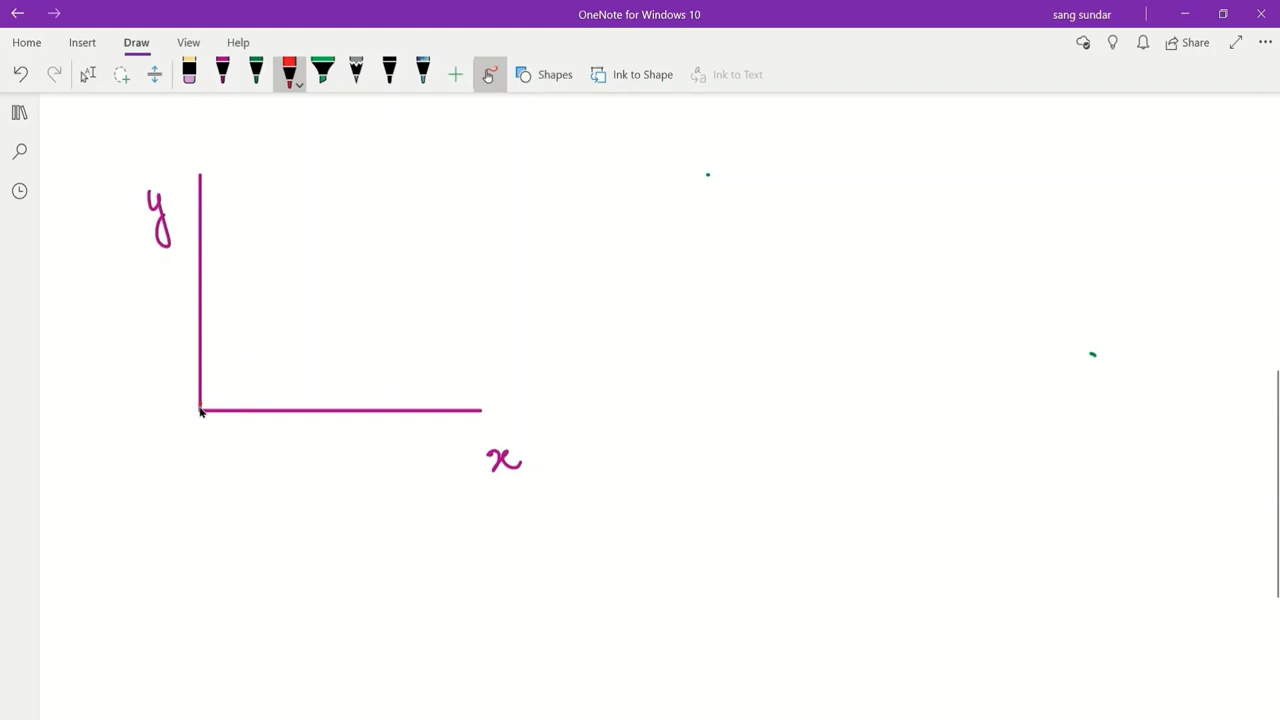 OneNote for Windows 10
sang sundar
Home Insert Draw View Help
Share
Shapes
Ink to Shape
Ink to Text
y
x